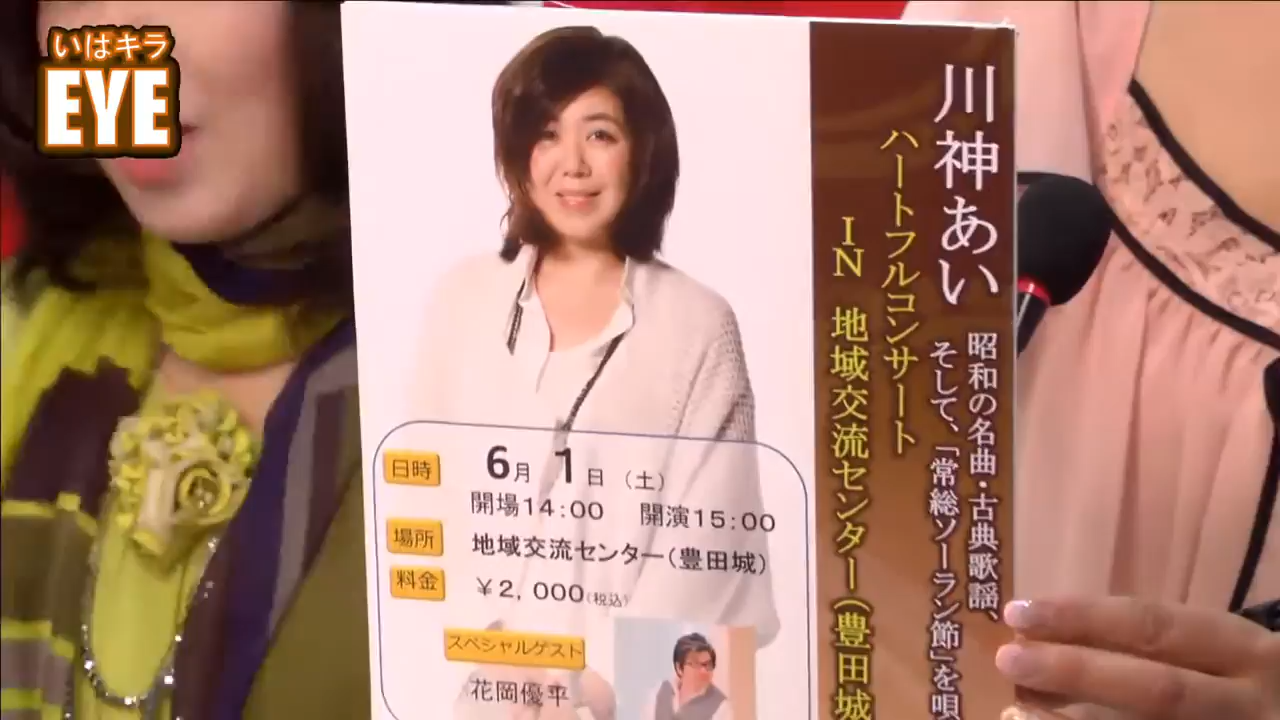 いはキラ
EYE
川神あい
ハートフルコンサート
IN 地域交流センター(豊田城
昭和の名曲・古典歌謡、
そして、「常総ソーラン節」を唄
日時
6月 1日（土）
開場14:00 開演15:00
場所
地域交流センター(豊田城)
料金
￥2,000(税込)
スペシャルゲスト
花岡優平